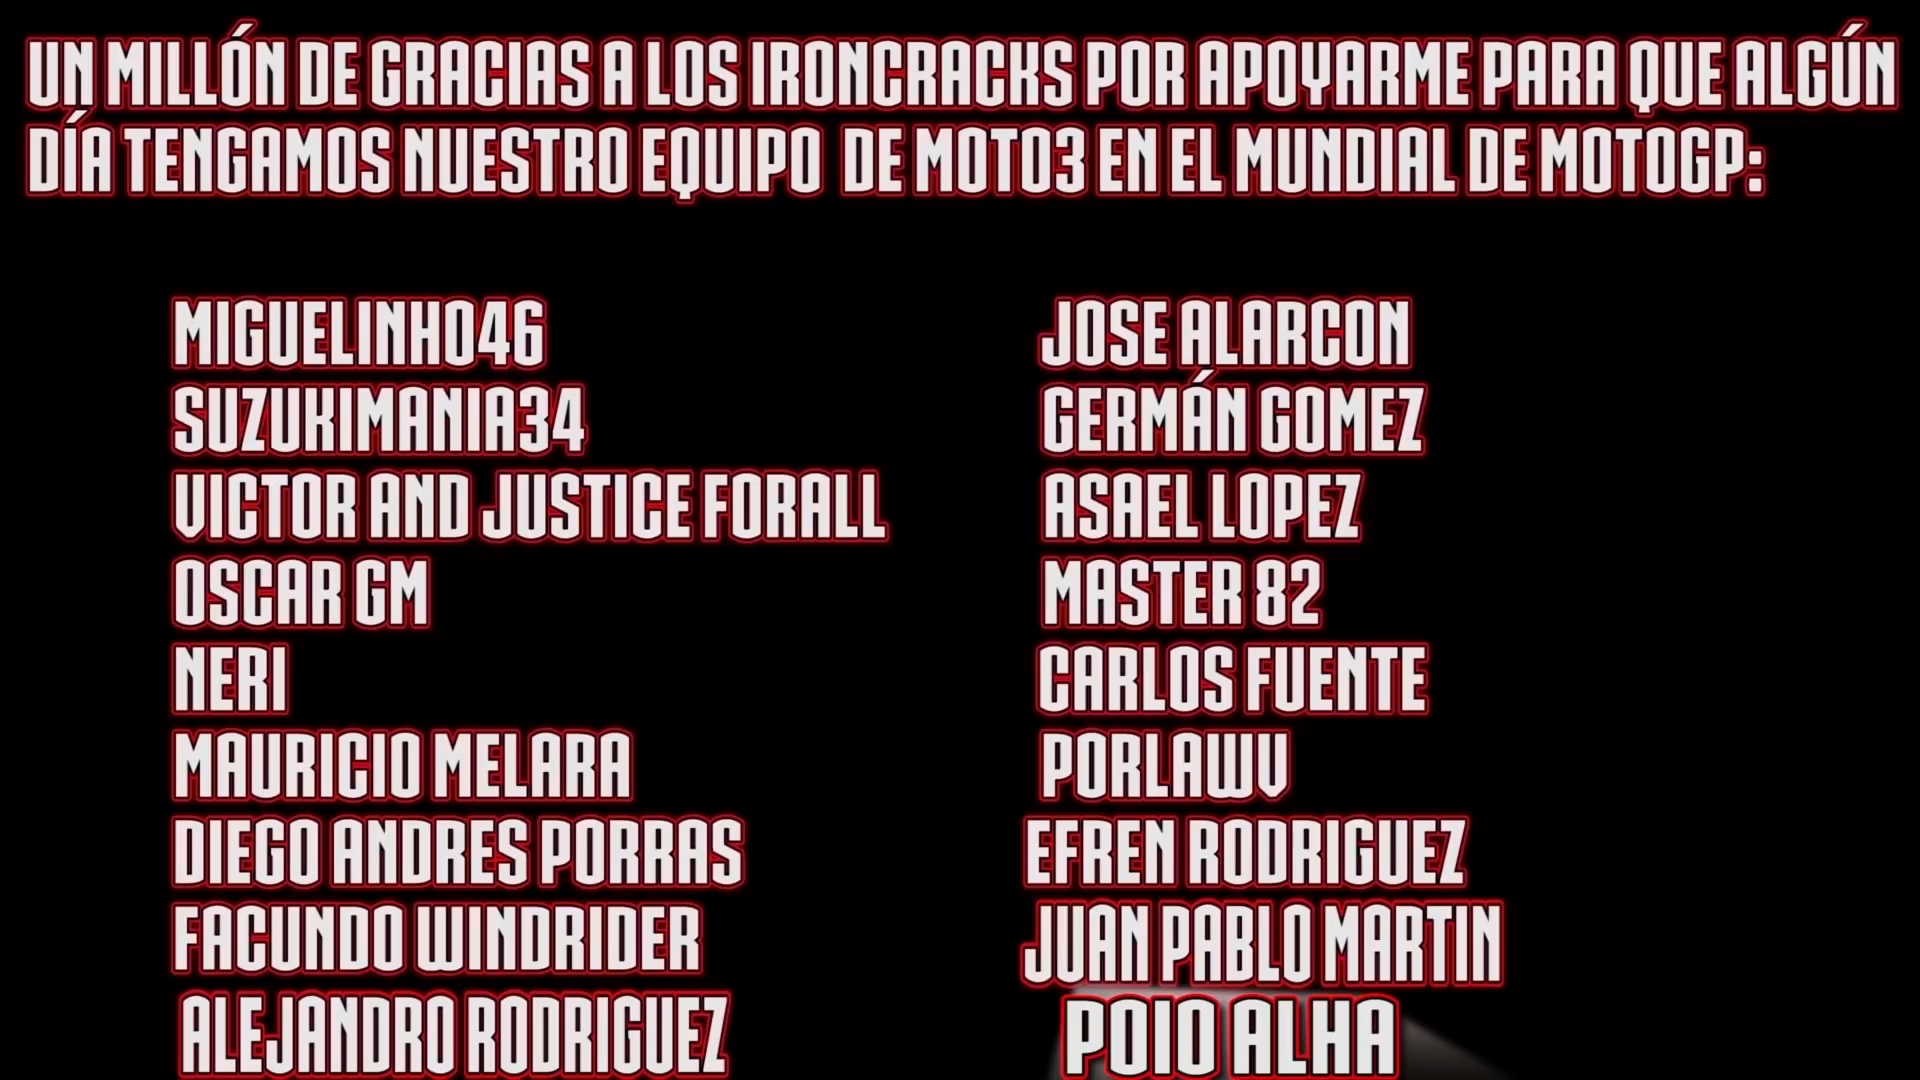 UN MILLÓN DE GRACIAS A LOS IRONCRACKS POR APOYARME PARA QUE ALGÚN
DÍA TENGAMOS NUESTRO EQUIPO DE MOTO3 EN EL MUNDIAL DE MOTOGP:
MIGUELINHO46
SUZUKIMANIA34
VICTOR AND JUSTICE FORALL
OSCAR GM
NERI
MAURICIO MELARA
DIEGO ANDRES PORRAS
FACUNDO WINDRIDER
ALEJANDRO RODRIGUEZ
JOSE ALARCON
GERMÁN GOMEZ
ASAEL LOPEZ
MASTER 82
CARLOS FUENTE
PORLAWV
EFREN RODRIGUEZ
JUAN PABLO MARTIN
POIO ALHA